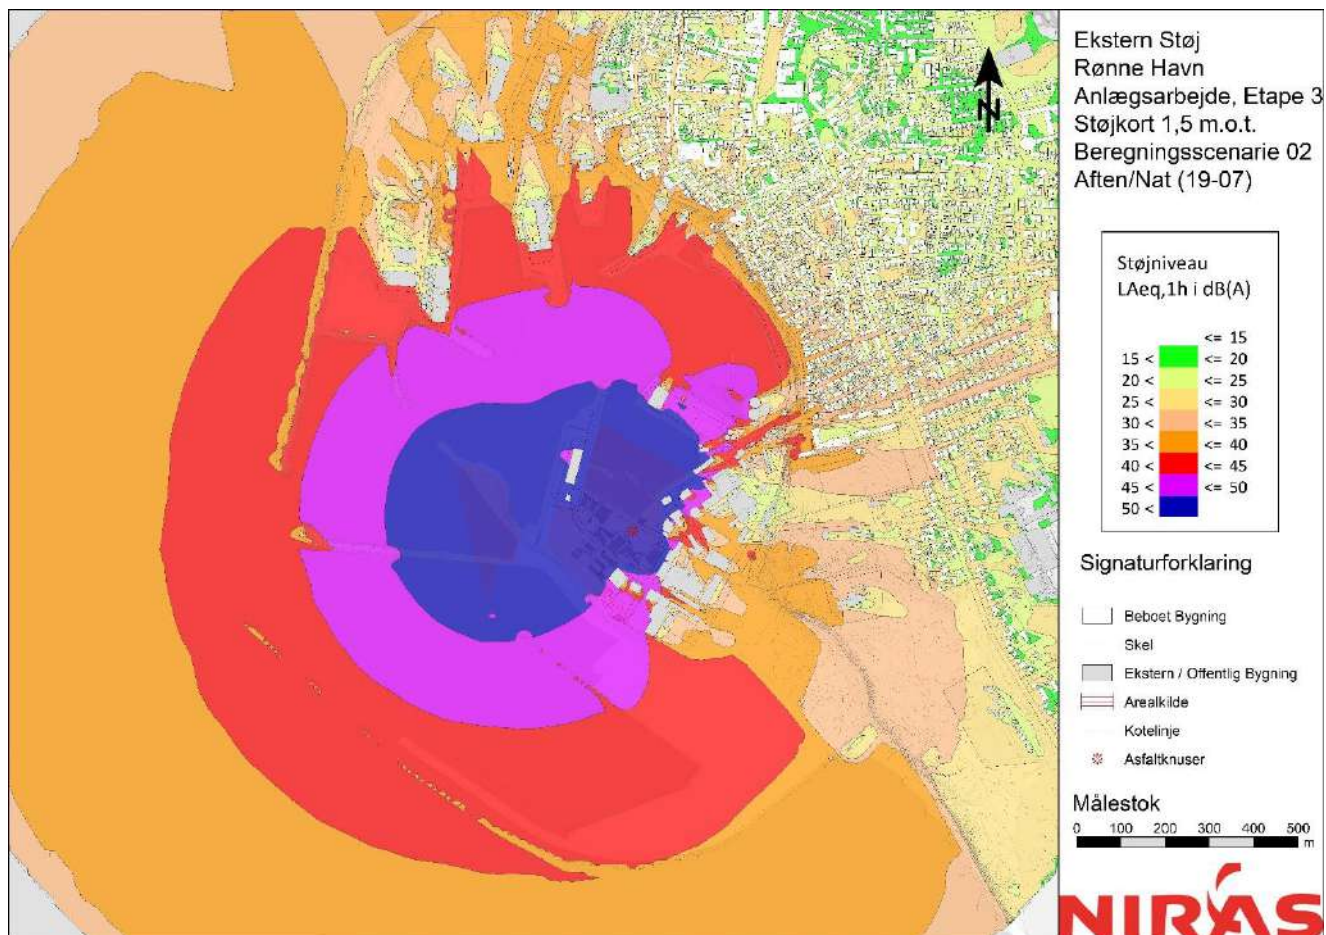 N
Ekstern Støj
Rønne Havn
Anlægsarbejde, Etape 3
Støjkort 1,5 m.o.t.
Beregningsscenarie 02
Aften/Nat (19-07)
Støjniveau
LAeq,1h i dB(A)
<= 15
15 < <= 20
20 < <= 25
25 < <= 30
30 < <= 35
35 < <= 40
40 < <= 45
45 < <= 50
50 <
Signaturforklaring
Beboet Bygning
Skel
Ekstern / Offentlig Bygning
Arealkilde
Kotelinje
Asfaltknuser
Målestok
0 100 200 300 400 500
m
NIRAS